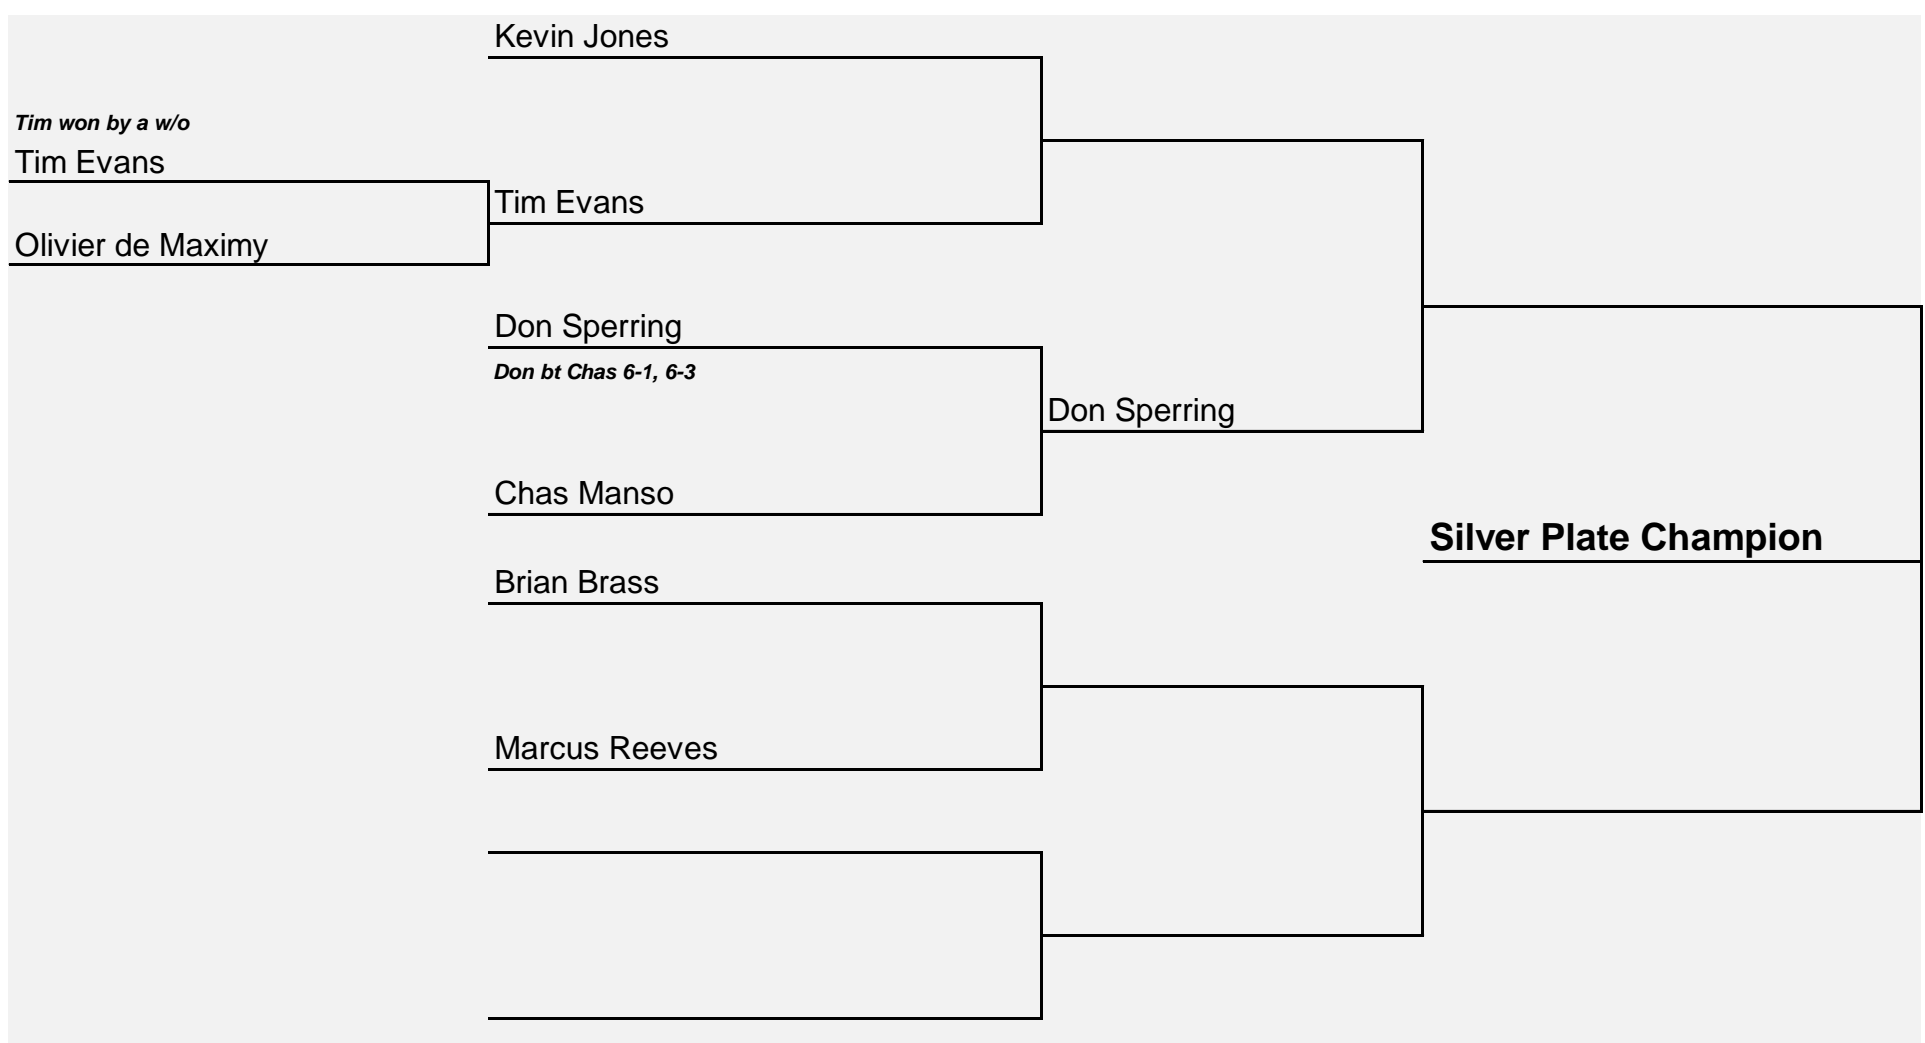 Kevin Jones
Tim won by a w/o
Tim Evans
Tim Evans
Olivier de Maximy
Don Sperring
Don bt Chas 6-1, 6-3
Don Sperring
Chas Manso
Silver Plate Champion
Brian Brass
Marcus Reeves